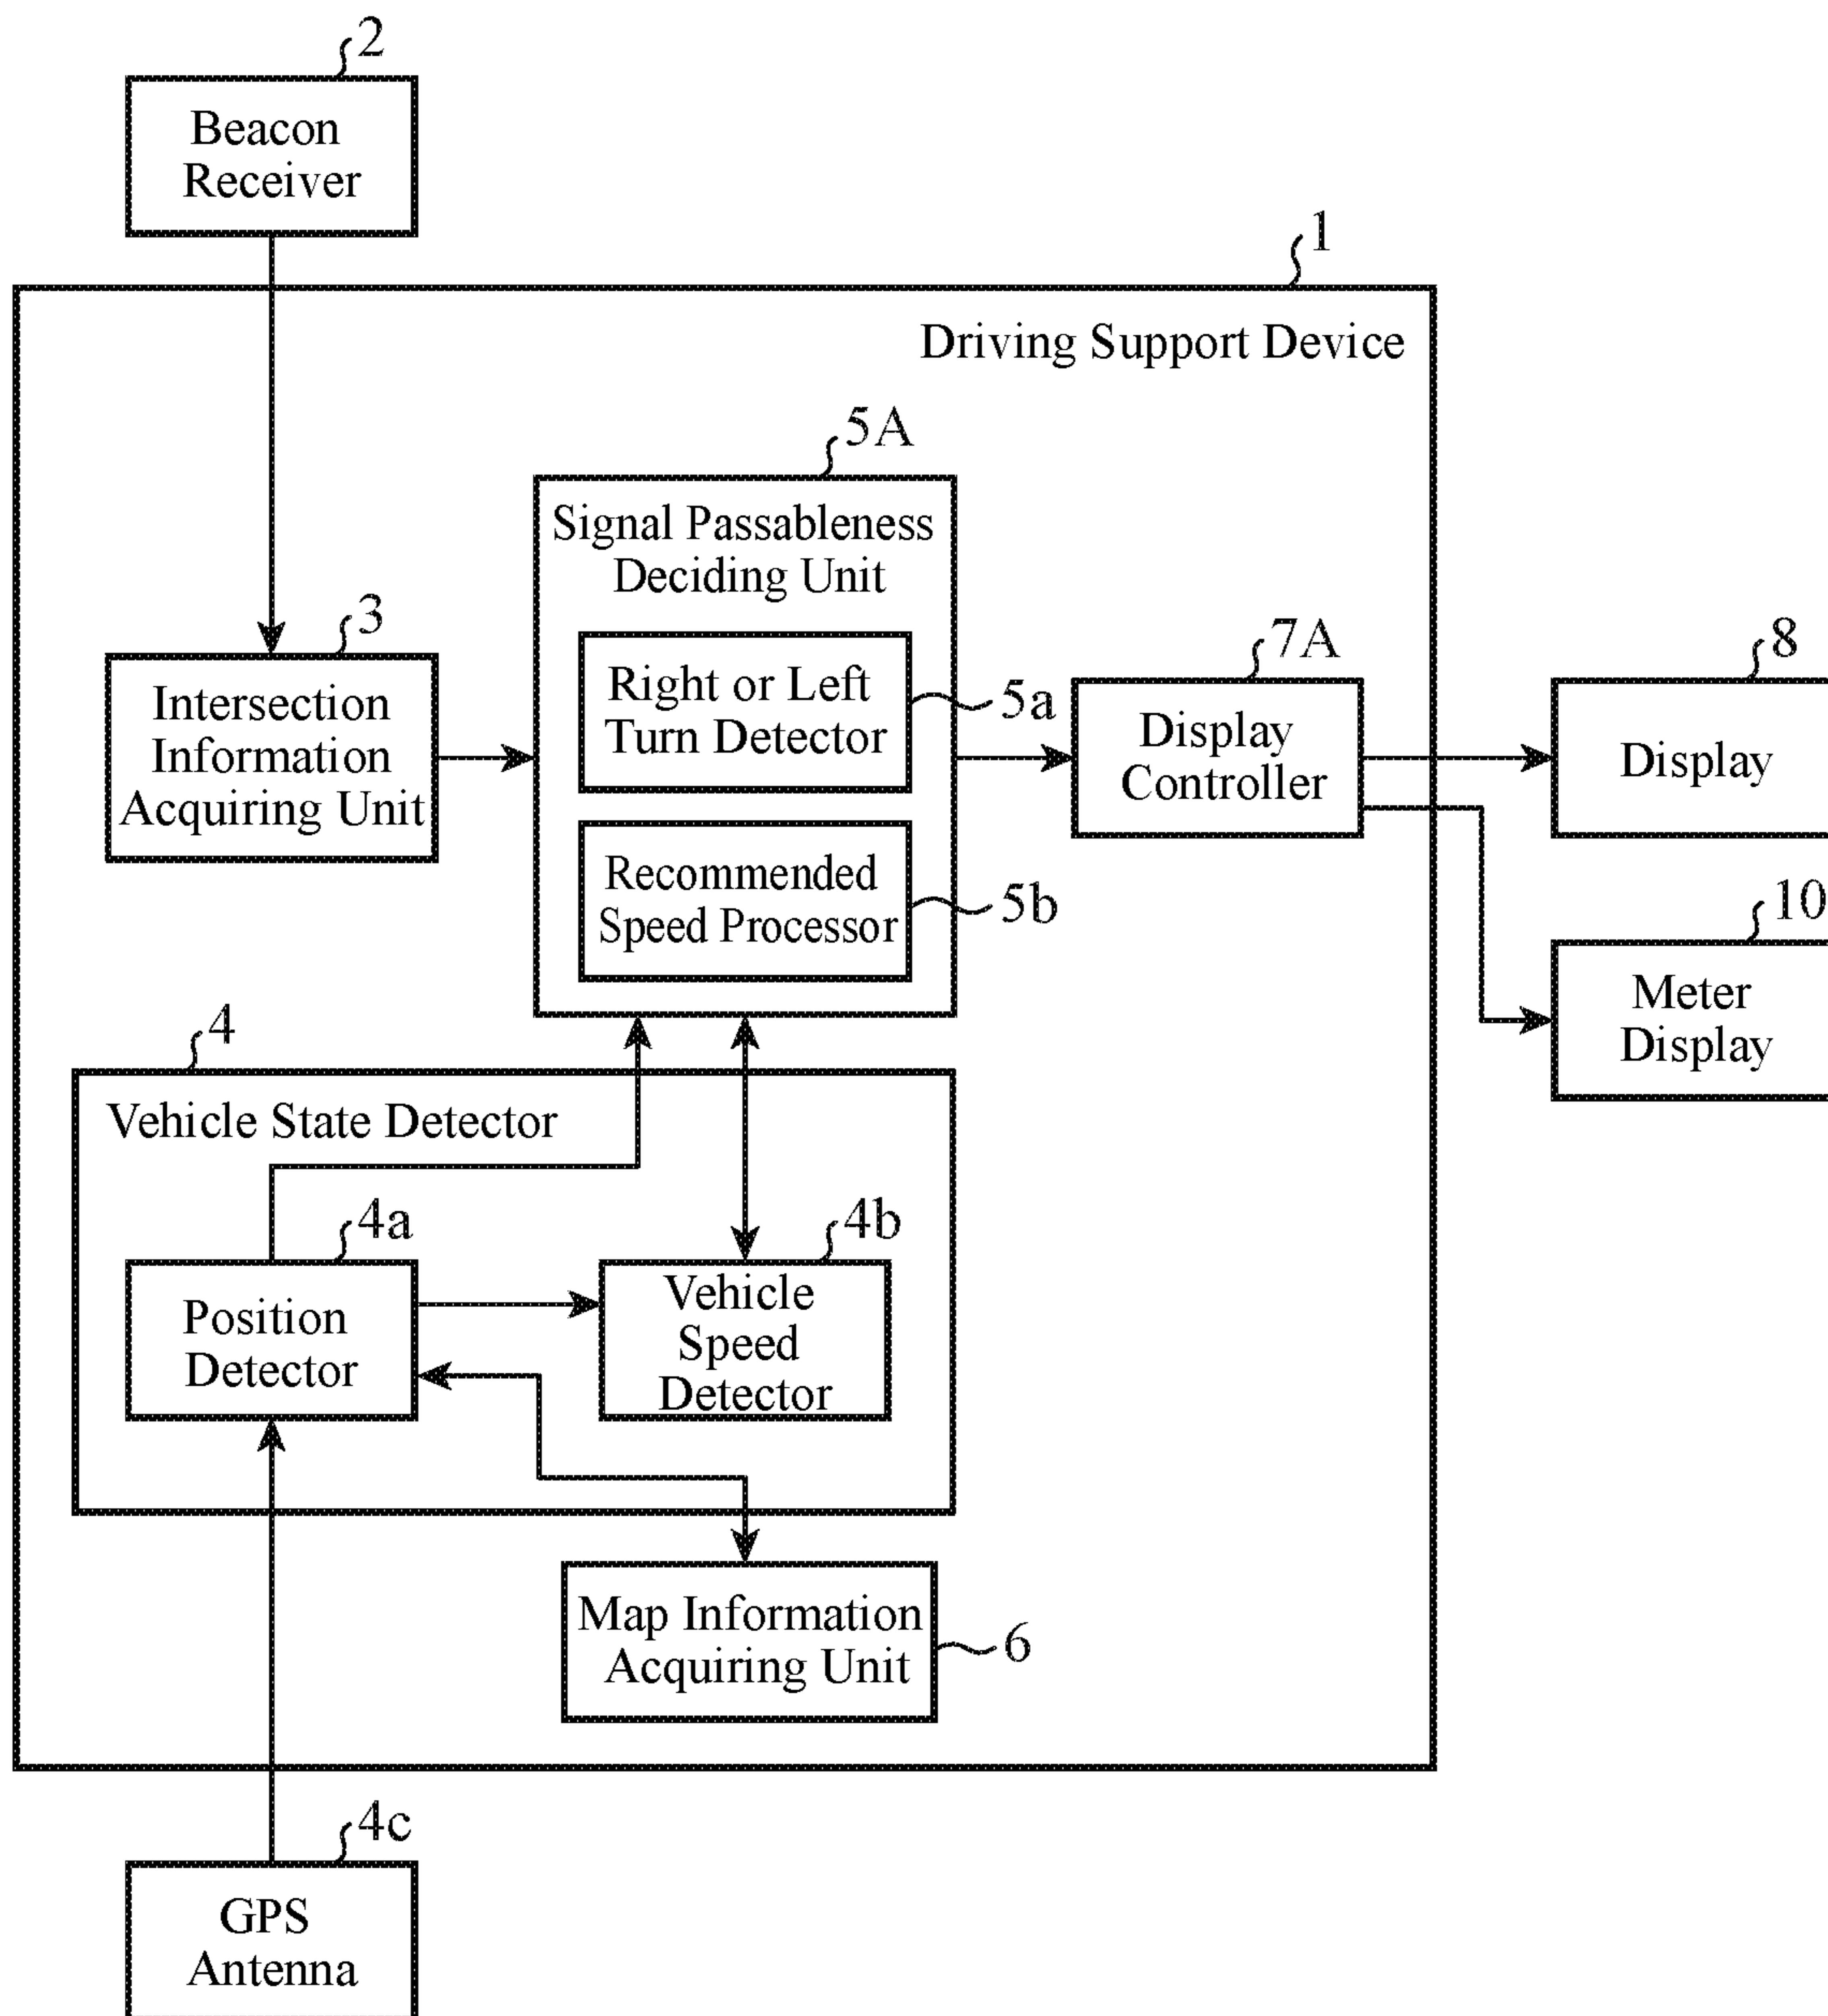 2
Beacon
Receiver
1
Driving Support Device
5A
Signal Passableness
Deciding Unit
3
Intersection
Information
Acquiring Unit
Right or Left
Turn Detector
5a
Recommended
Speed Processor
5b
7A
Display
Controller
8
Display
10
Meter
Display
4
Vehicle State Detector
4a
Position
Detector
4b
Vehicle
Speed
Detector
Map Information
Acquiring Unit
6
4c
GPS
Antenna